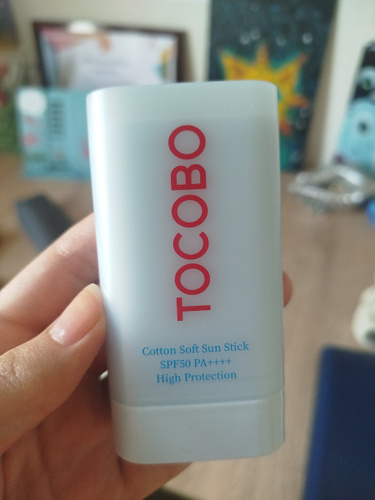 TOCOBO
Cotton Soft Sun Stick
SPF50 PA++++
High Protection